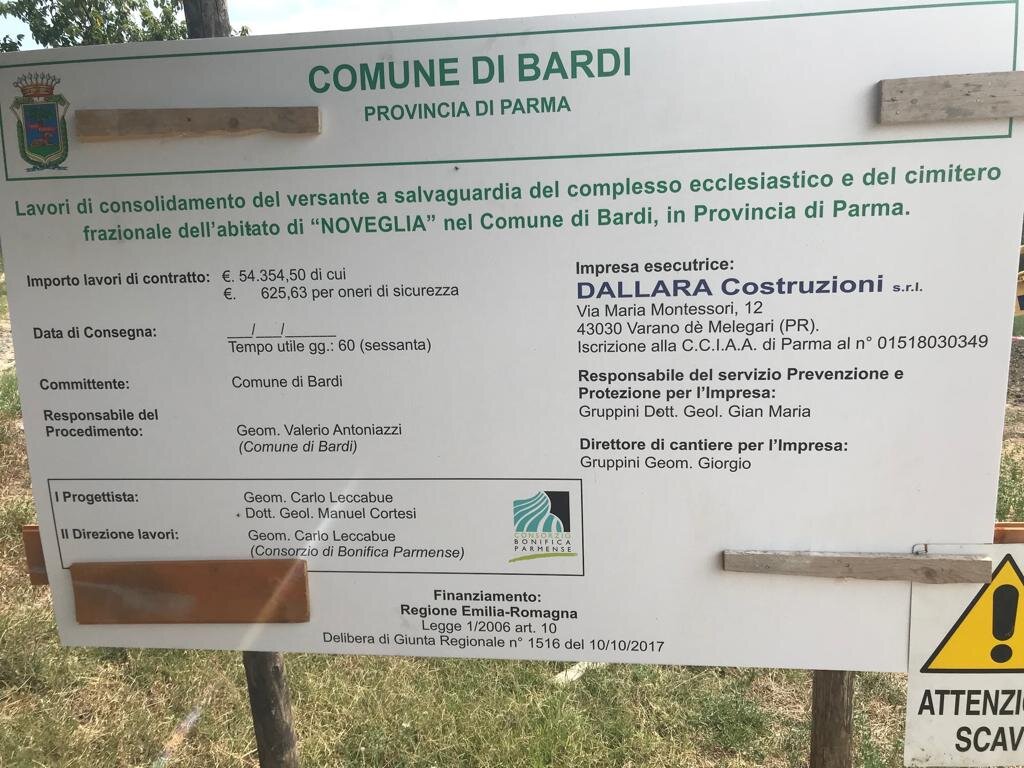 COMUNE DI BARDI
PROVINCIA DI PARMA
Lavori di consolidamento del versante a salvaguardia del complesso ecclesiastico e del cimitero
frazionale dell'abitato di "NOVEGLIA" nel Comune di Bardi, in Provincia di Parma.
Importo lavori di contratto: €. 54.354,50 di cui
€. 625,63 per oneri di sicurezza
Data di Consegna: ___/___/______
Tempo utile gg.: 60 (sessanta)
Committente: Comune di Bardi
Responsabile del
Procedimento: Geom. Valerio Antoniazzi
(Comune di Bardi)
I Progettista: Geom. Carlo Leccabue
Dott. Geol. Manuel Cortesi
II Direzione lavori: Geom. Carlo Leccabue
(Consorzio di Bonifica Parmense)
CONSORZIO
BONIFICA
PARMENSE
Impresa esecutrice:
DALLARA Costruzioni s.r.l.
Via Maria Montessori, 12
43030 Varano dè Melegari (PR).
Iscrizione alla C.C.I.A.A. di Parma al n° 01518030349
Responsabile del servizio Prevenzione e
Protezione per l'Impresa:
Gruppini Dott. Geol. Gian Maria
Direttore di cantiere per l'Impresa:
Gruppini Geom. Giorgio
Finanziamento:
Regione Emilia-Romagna
Legge 1/2006 art. 10
Delibera di Giunta Regionale n° 1516 del 10/10/2017
ATTENZI
SCAV